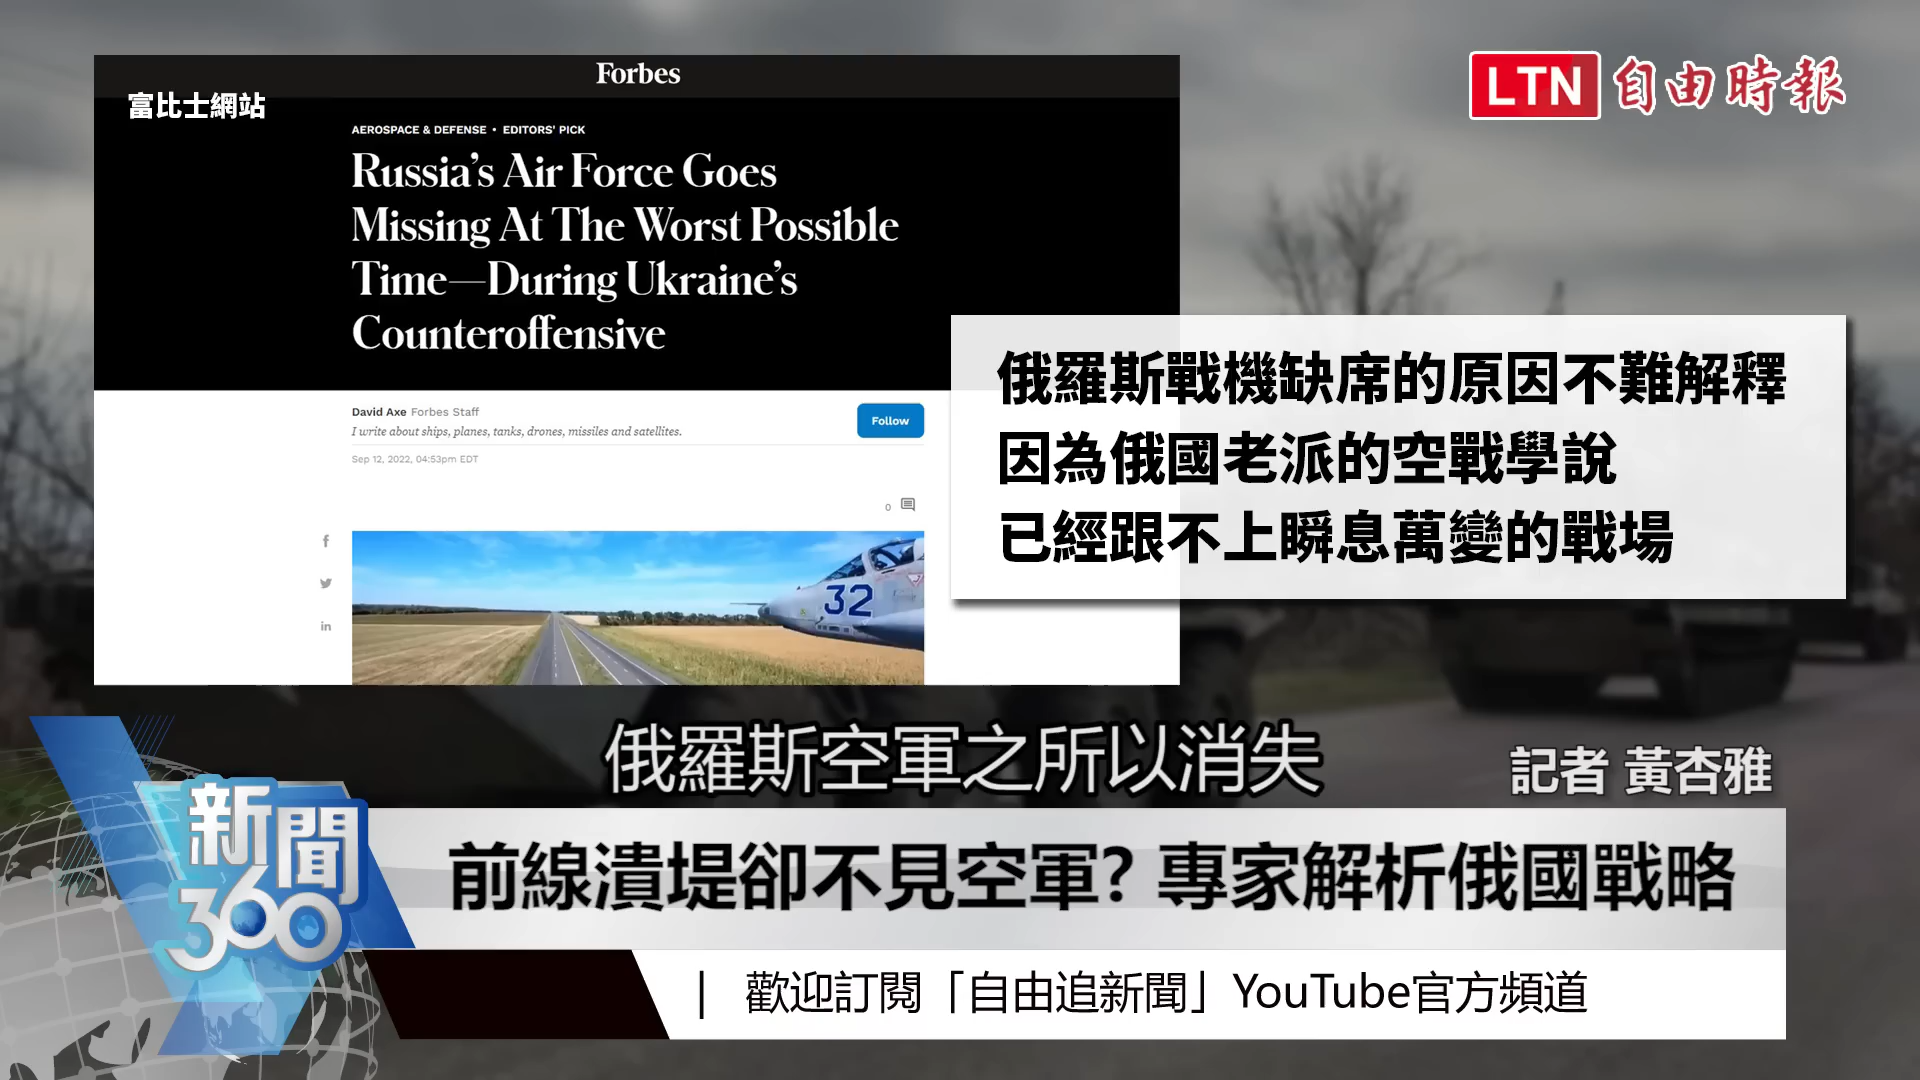 Forbes
富比士網站
LTN 自由時報
AEROSPACE & DEFENSE • EDITORS' PICK
Russia's Air Force Goes
Missing At The Worst Possible
Time—During Ukraine's
Counteroffensive
David Axe Forbes Staff
I write about ships, planes, tanks, drones, missiles and satellites.
Follow
Sep 12, 2022, 04:53pm EDT
0
f
in
32
俄羅斯戰機缺席的原因不難解釋
因為俄國老派的空戰學說
已經跟不上瞬息萬變的戰場
俄羅斯空軍之所以消失
記者 黃杏雅
新聞
360
前線潰堤卻不見空軍? 專家解析俄國戰略
| 歡迎訂閱「自由追新聞」YouTube官方頻道